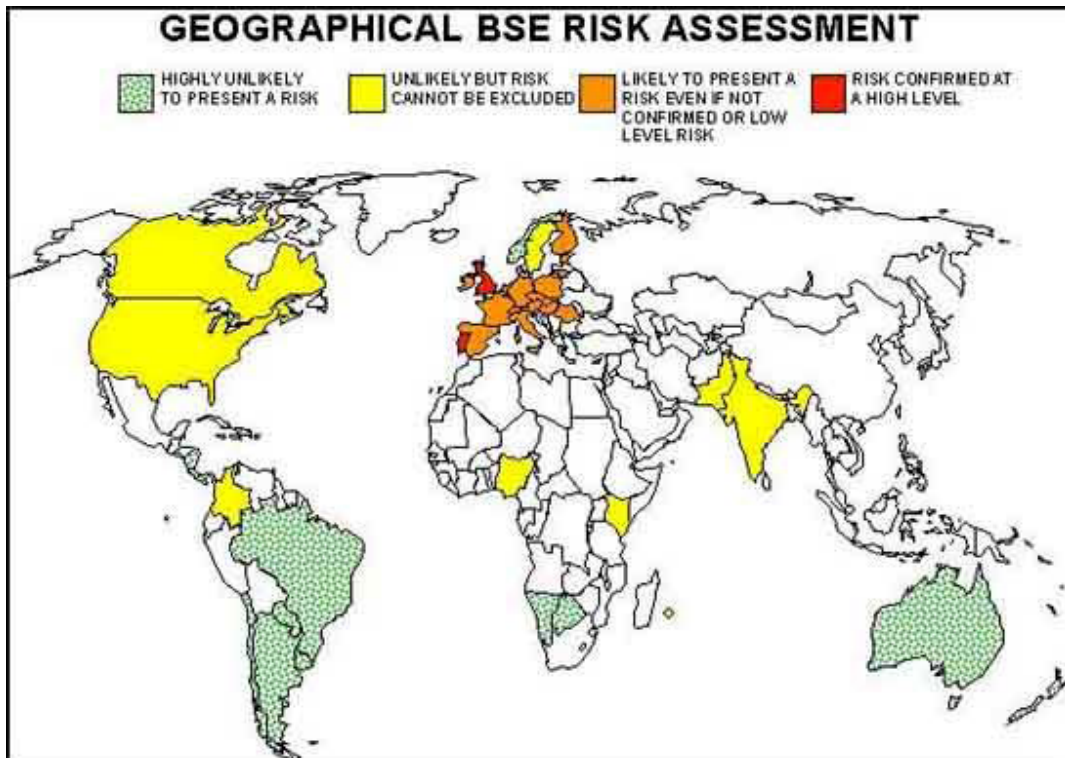 GEOGRAPHICAL BSE RISK ASSESSMENT
HIGHLY UNLIKELY
TO PRESENT A RISK
UNLIKELY BUT RISK
CANNOT BE EXCLUDED
LIKELY TO PRESENT A
RISK EVEN IF NOT
CONFIRMED OR LOW
LEVEL RISK
RISK CONFIRMED AT
A HIGH LEVEL